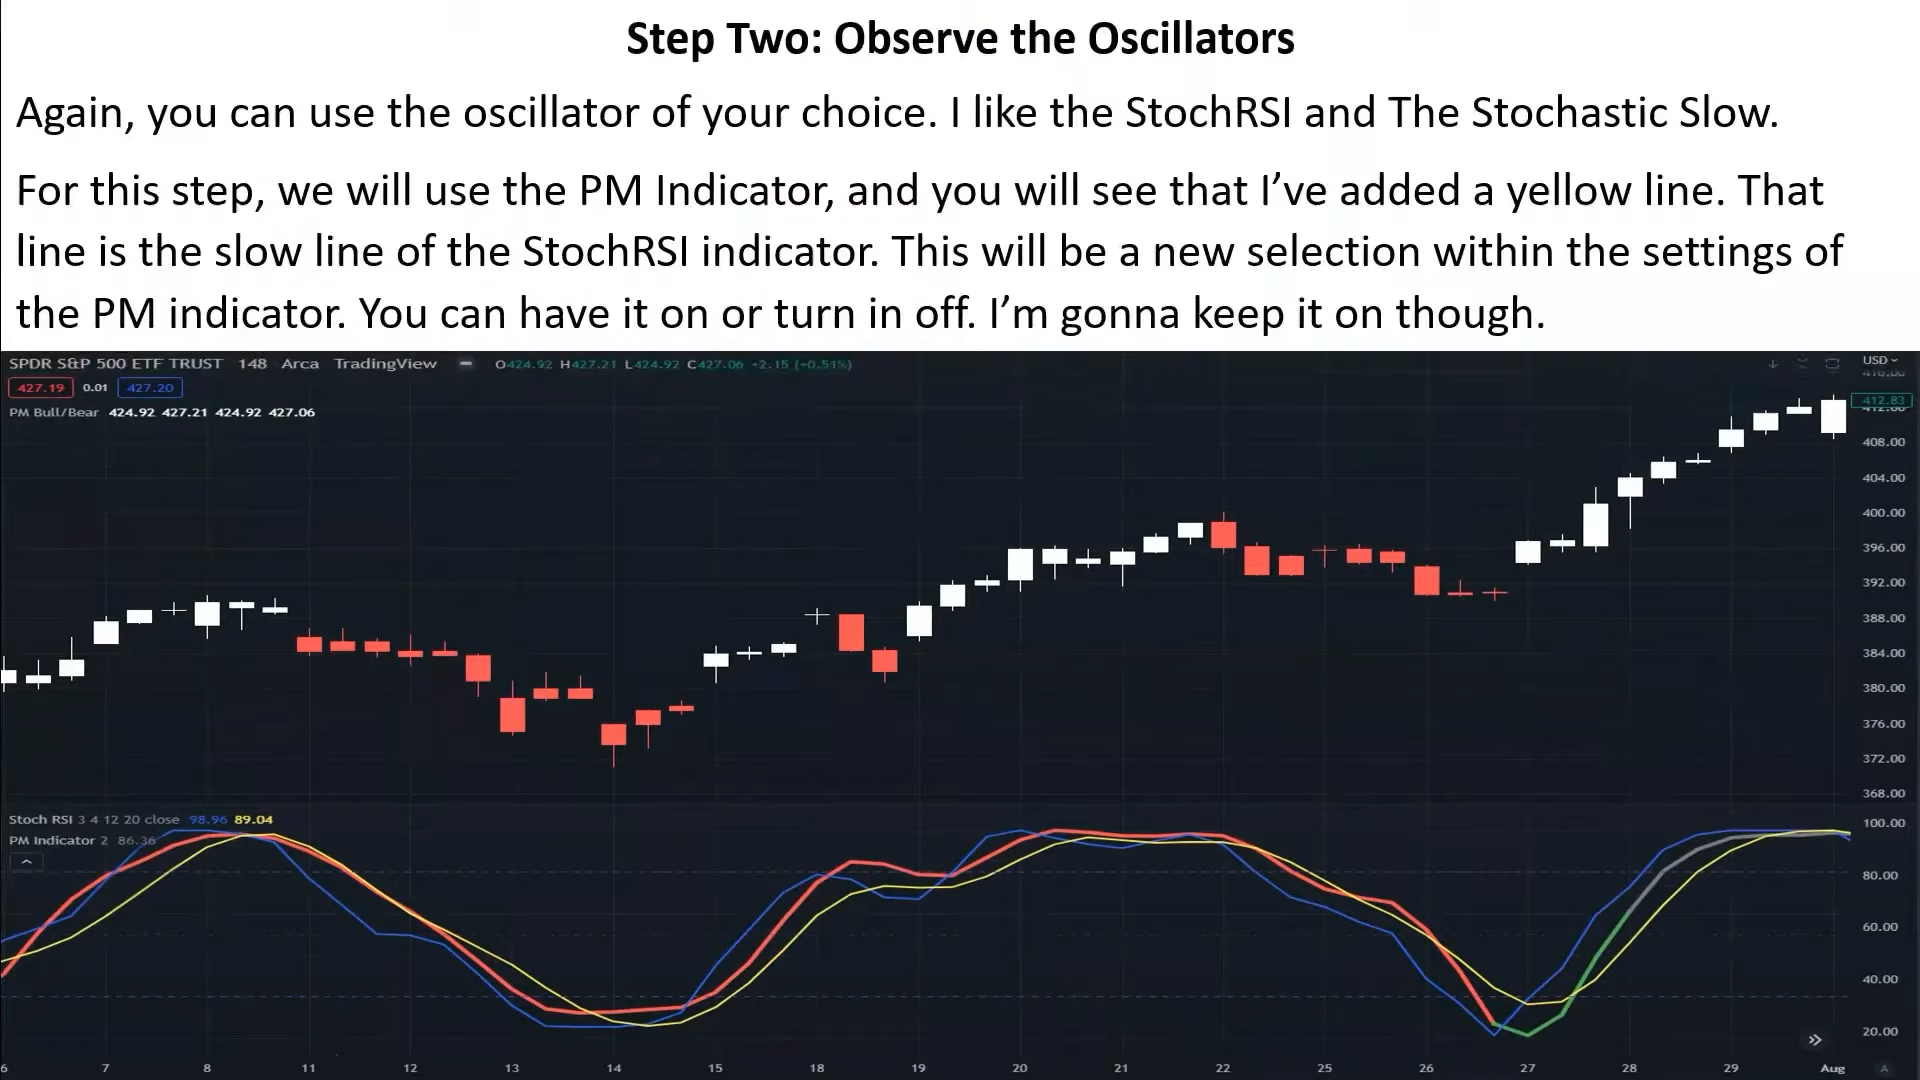 Step Two: Observe the Oscillators
Again, you can use the oscillator of your choice. I like the StochRSI and The Stochastic Slow.
For this step, we will use the PM Indicator, and you will see that I’ve added a yellow line. That
line is the slow line of the StochRSI indicator. This will be a new selection within the settings of
the PM indicator. You can have it on or turn in off. I’m gonna keep it on though.
SPDR S&P 500 ETF TRUST 148 Arca TradingView O424.92 H427.21 L424.92 C427.06 +2.15 (+0.51%) USD
427.19 0.01 427.20
PM Bull/Bear 424.92 427.21 424.92 427.06
416.00
412.83
412.00
408.00
404.00
400.00
396.00
392.00
388.00
384.00
380.00
376.00
372.00
368.00
Stoch RSI 3 4 12 20 close 98.96 89.04
PM Indicator 2 86.36
100.00
80.00
60.00
40.00
20.00
6 7 8 11 12 13 14 15 18 19 20 21 22 25 26 27 28 29 Aug A